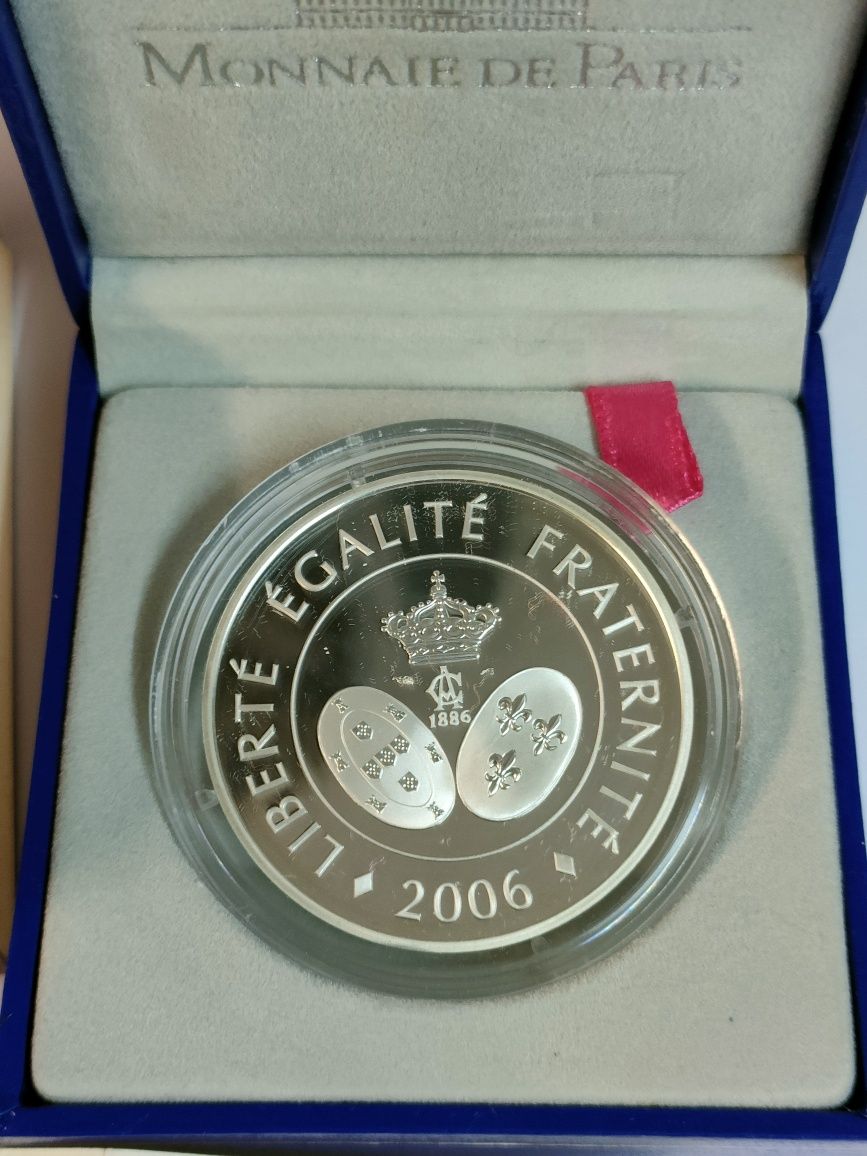 MONNAIE DE PARIS
LIBERTÉ ÉGALITÉ FRATERNITÉ
1886
2006